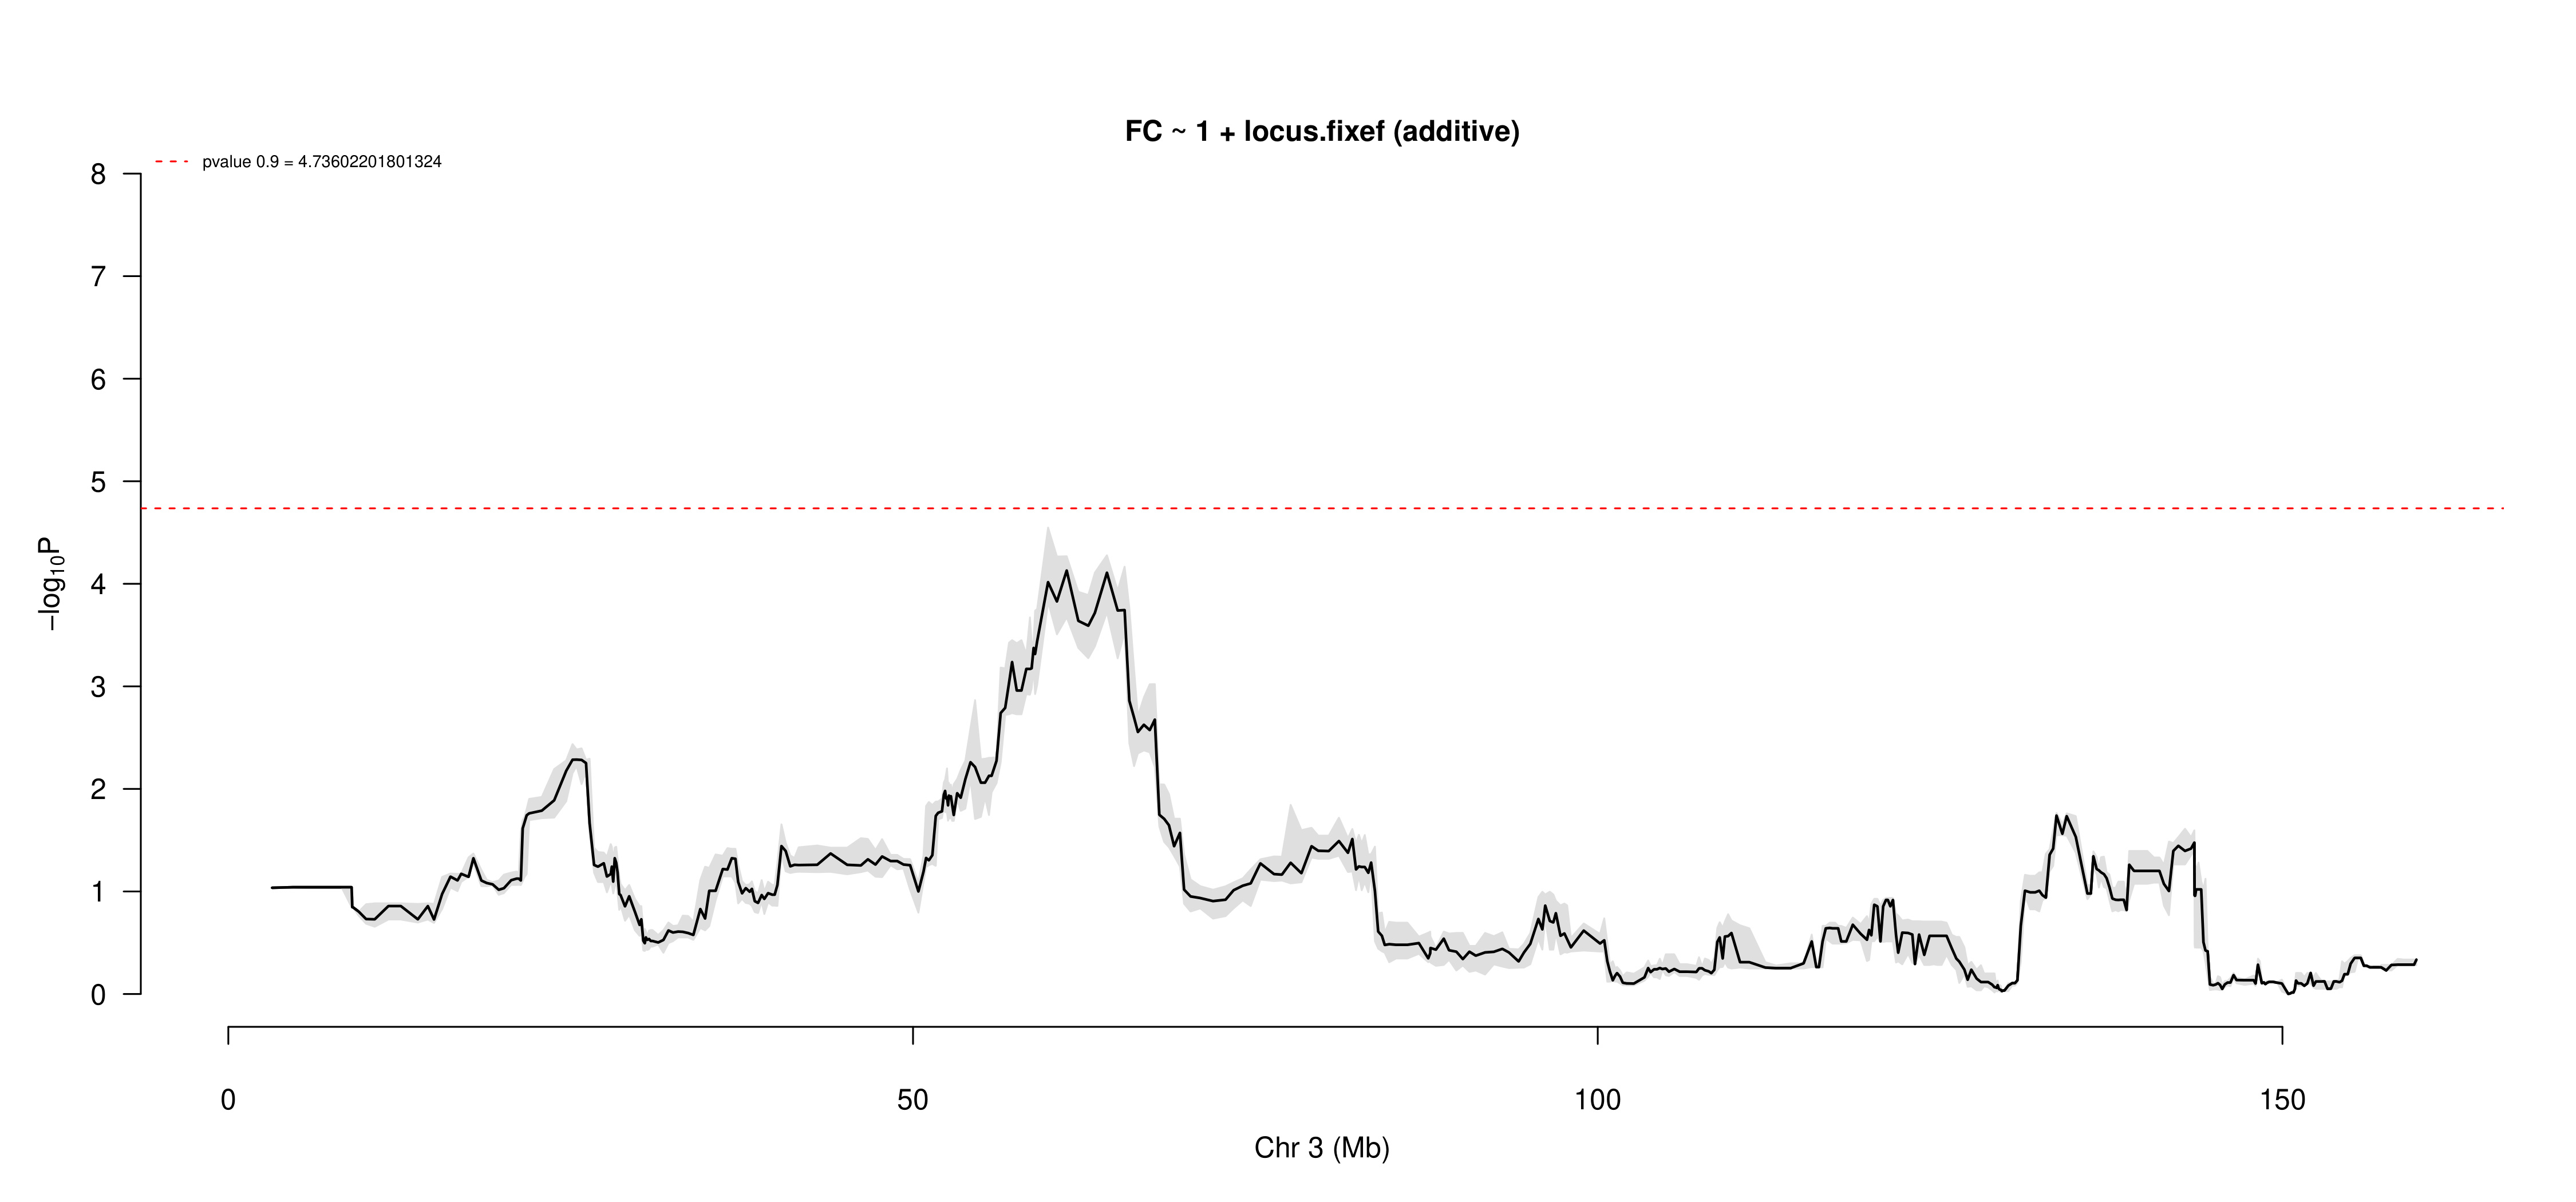 FC ~ 1 + locus.fixef (additive)
pvalue 0.9 = 4.73602201801324
8
7
6
5
4
3
2
1
0
−log10P
0 50 100 150
Chr 3 (Mb)